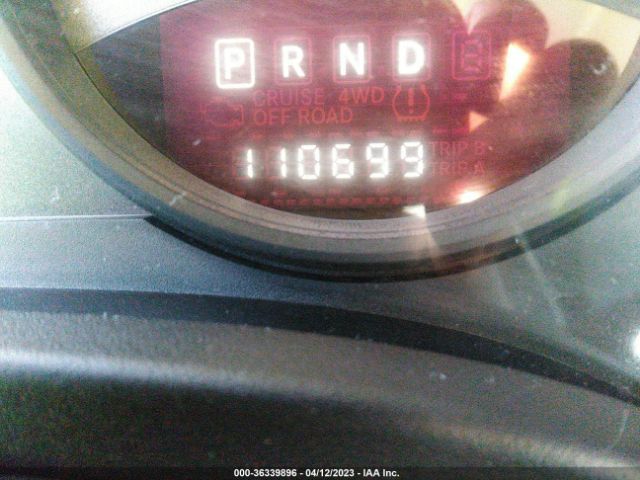 P R N D
CRUISE 4WD
OFF ROAD
TRIP B
110699 TRIP A
000-36339896 - 04/12/2023 - IAA Inc.